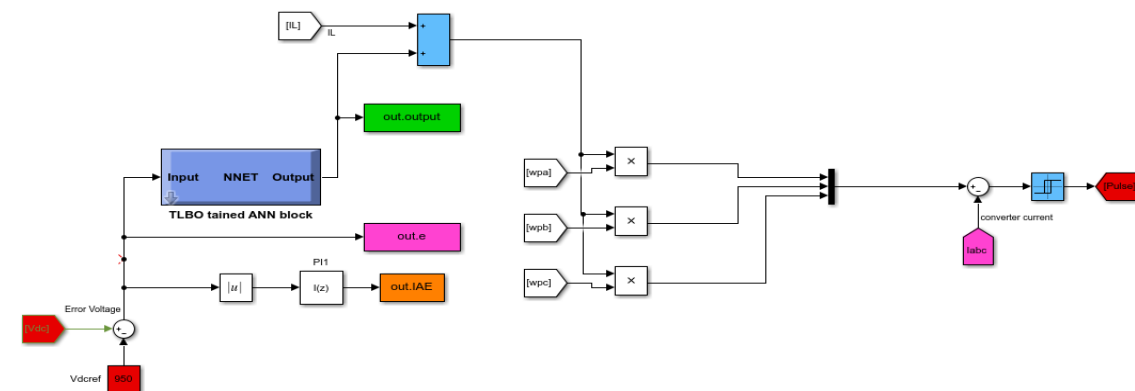 [IL]
IL
+
+
out.output
Input NNET Output
TLBO tained ANN block
[wpa]
×
[wpb]
×
[wpc]
×
+
−
converter current
Iabc
[Pulse]
out.e
PI1
|u|
I(z)
out.IAE
Error Voltage
[Vdc]
+
−
Vdcref
950